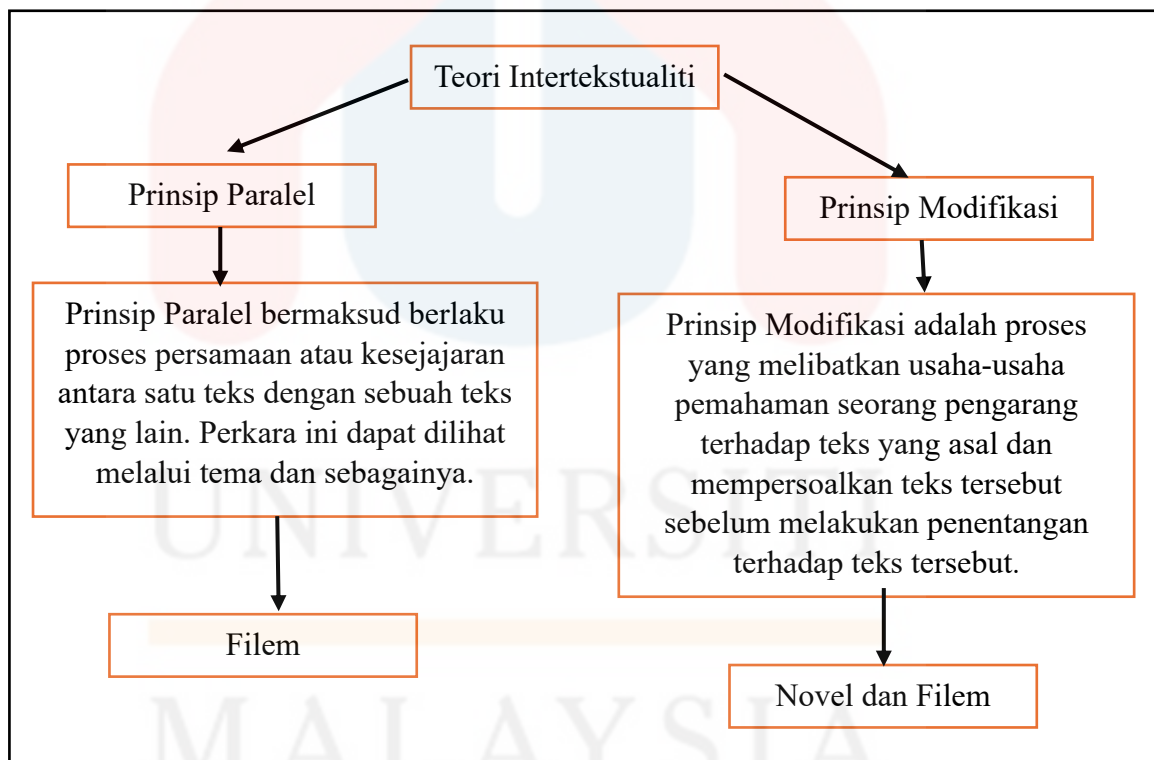 Teori Intertekstualiti
Prinsip Paralel
Prinsip Modifikasi
Prinsip Paralel bermaksud berlaku
proses persamaan atau kesejajaran
antara satu teks dengan sebuah teks
yang lain. Perkara ini dapat dilihat
melalui tema dan sebagainya.
Prinsip Modifikasi adalah proses
yang melibatkan usaha-usaha
pemahaman seorang pengarang
terhadap teks yang asal dan
mempersoalkan teks tersebut
sebelum melakukan penentangan
terhadap teks tersebut.
Filem
Novel dan Filem
UNIVERSITI
MALAYSIA